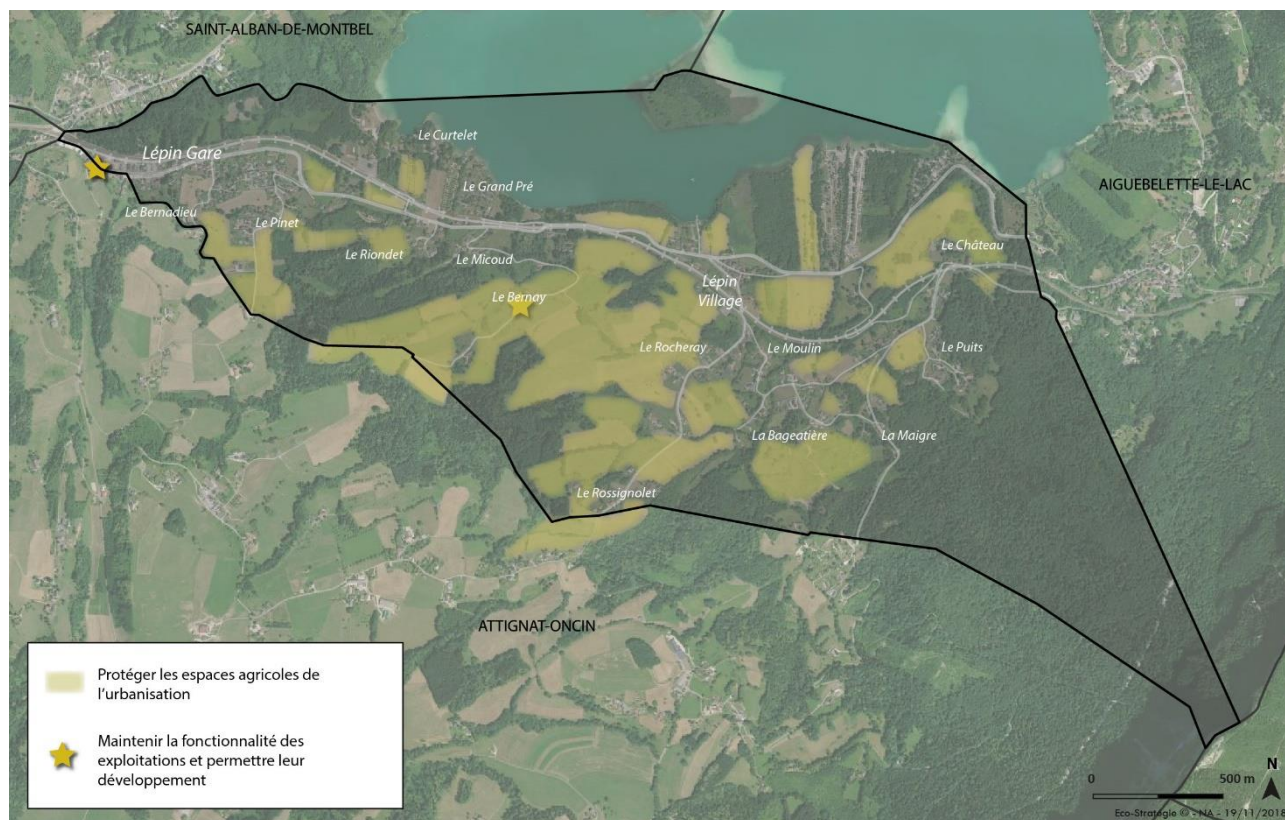 SAINT-ALBAN-DE-MONTBEL
Le Curtelet
Lépin Gare
Le Grand Pré
AIGUEBELETTE-LE-LAC
Le Bernadieu
Le Pinet
Le Château
Le Riondet
Le Micoud
Lépin
Village
Le Bernay
Le Rocheray
Le Moulin
Le Puits
La Bageatière
La Maigre
Le Rossignolet
ATTIGNAT-ONCIN
Protéger les espaces agricoles de
l'urbanisation
Maintenir la fonctionnalité des
exploitations et permettre leur
développement
N
0 500 m
Eco-Stratégie © - NA - 19/11/2018